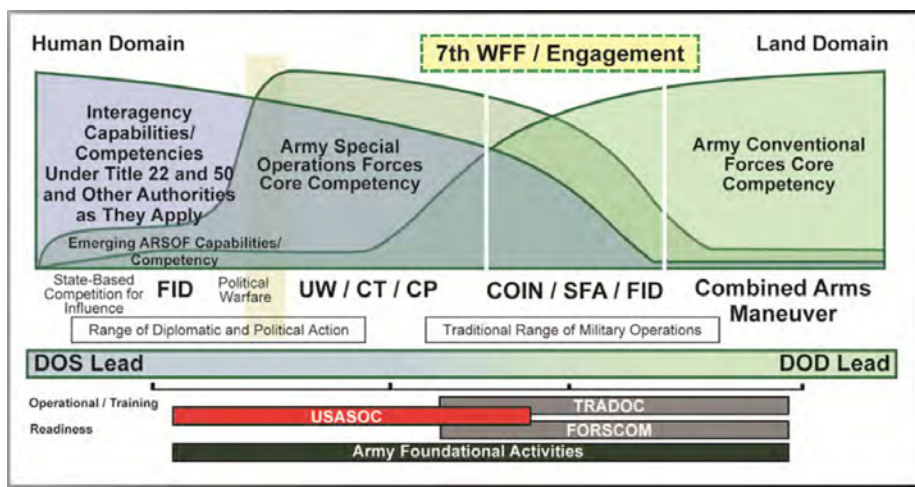 Human Domain
7th WFF / Engagement
Land Domain
Interagency
Capabilities/
Competencies
Under Title 22 and 50
and Other Authorities
as They Apply
Army Special
Operations Forces
Core Competency
Army Conventional
Forces Core
Competency
Emerging ARSOF Capabilities/
Competency
State-Based
Competition for
Influence
FID
Political
Warfare
UW / CT / CP
COIN / SFA / FID
Combined Arms
Maneuver
Range of Diplomatic and Political Action
Traditional Range of Military Operations
DOS Lead
DOD Lead
Operational / Training
TRADOC
USASOC
Readiness
FORSCOM
Army Foundational Activities